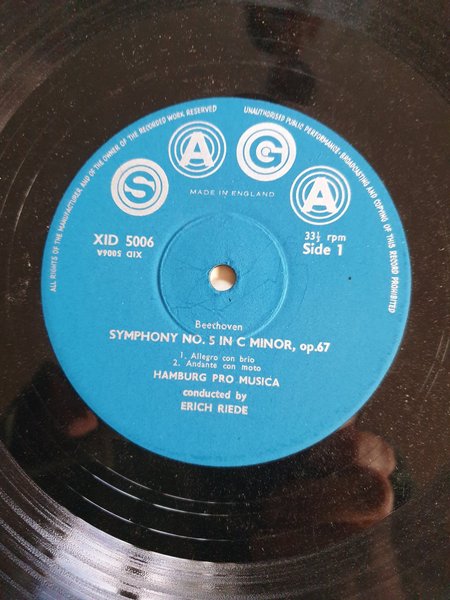 ALL RIGHTS OF THE MANUFACTURER, AND OF THE OWNER OF THE RECORDED WORK RESERVED
UNAUTHORISED PUBLIC PERFORMANCE, BROADCASTING AND COPYING OF THIS RECORD PROHIBITED
SAGA
MADE IN ENGLAND
XID 5006
XID 5006A
33⅓ rpm
Side 1
Beethoven
SYMPHONY NO. 5 IN C MINOR, op.67
1. Allegro con brio
2. Andante con moto
HAMBURG PRO MUSICA
conducted by
ERICH RIEDE